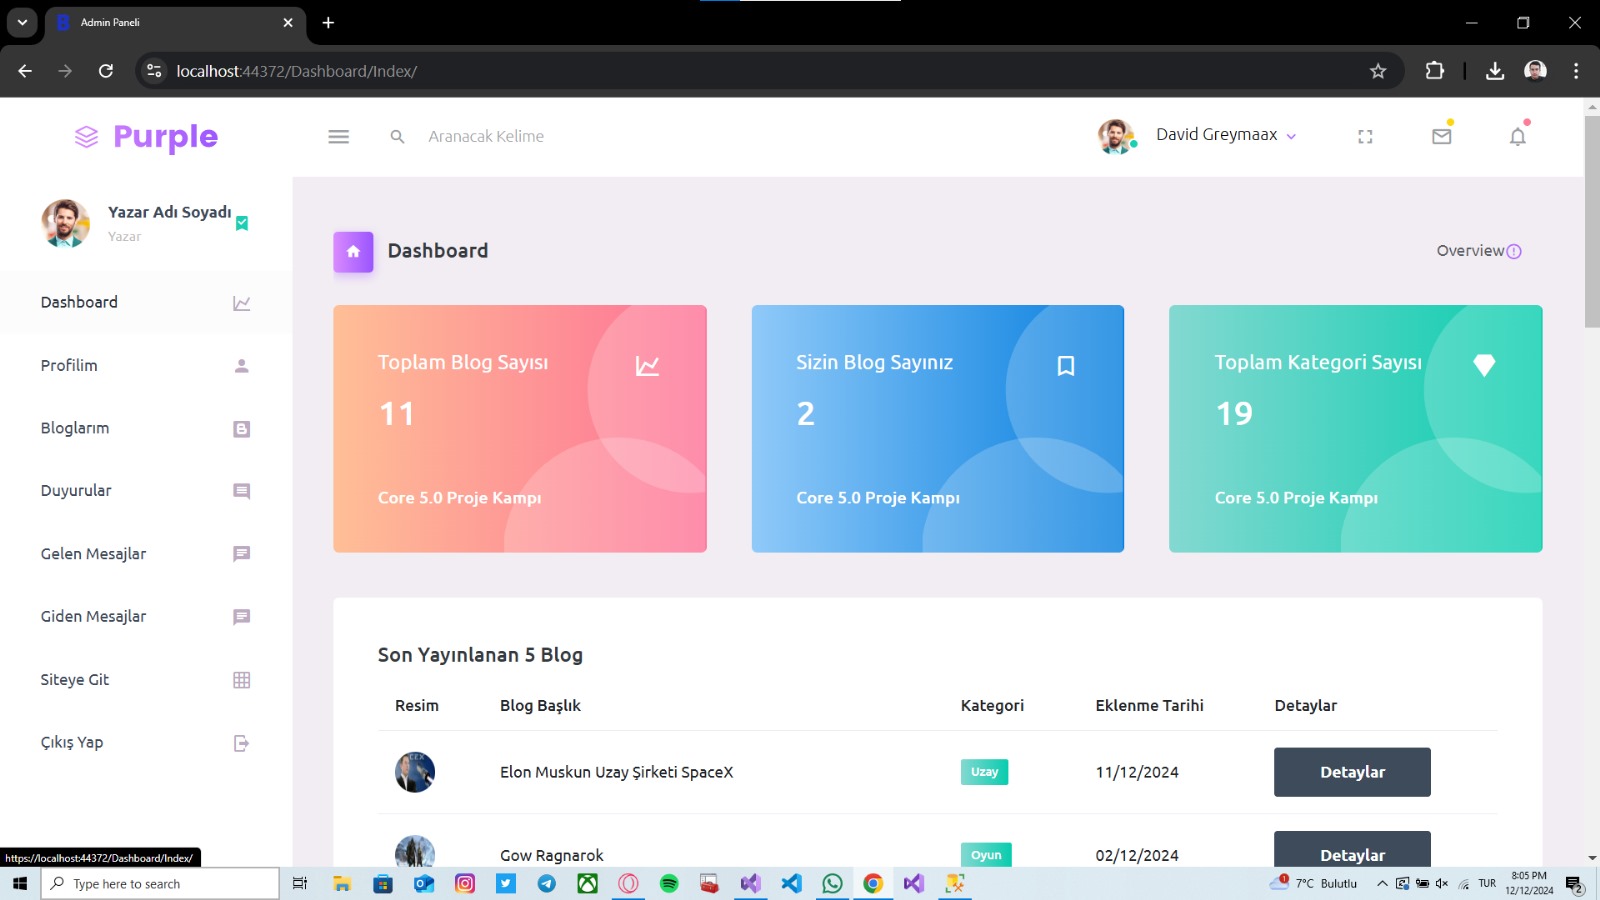 Admin Paneli
localhost:44372/Dashboard/Index/
Purple
Aranacak Kelime
David Greymaax
Yazar Adı Soyadı
Yazar
Dashboard
Profilim
Bloglarım
Duyurular
Gelen Mesajlar
Giden Mesajlar
Siteye Git
Çıkış Yap
Dashboard
Overview
Toplam Blog Sayısı
11
Core 5.0 Proje Kampı
Sizin Blog Sayınız
2
Core 5.0 Proje Kampı
Toplam Kategori Sayısı
19
Core 5.0 Proje Kampı
Son Yayınlanan 5 Blog
Resim Blog Başlık Kategori Eklenme Tarihi Detaylar
Elon Muskun Uzay Şirketi SpaceX Uzay 11/12/2024 Detaylar
Gow Ragnarok Oyun 02/12/2024 Detaylar
https://localhost:44372/Dashboard/Index/
Type here to search
1
7°C Bulutlu
TUR
8:05 PM
12/12/2024
2